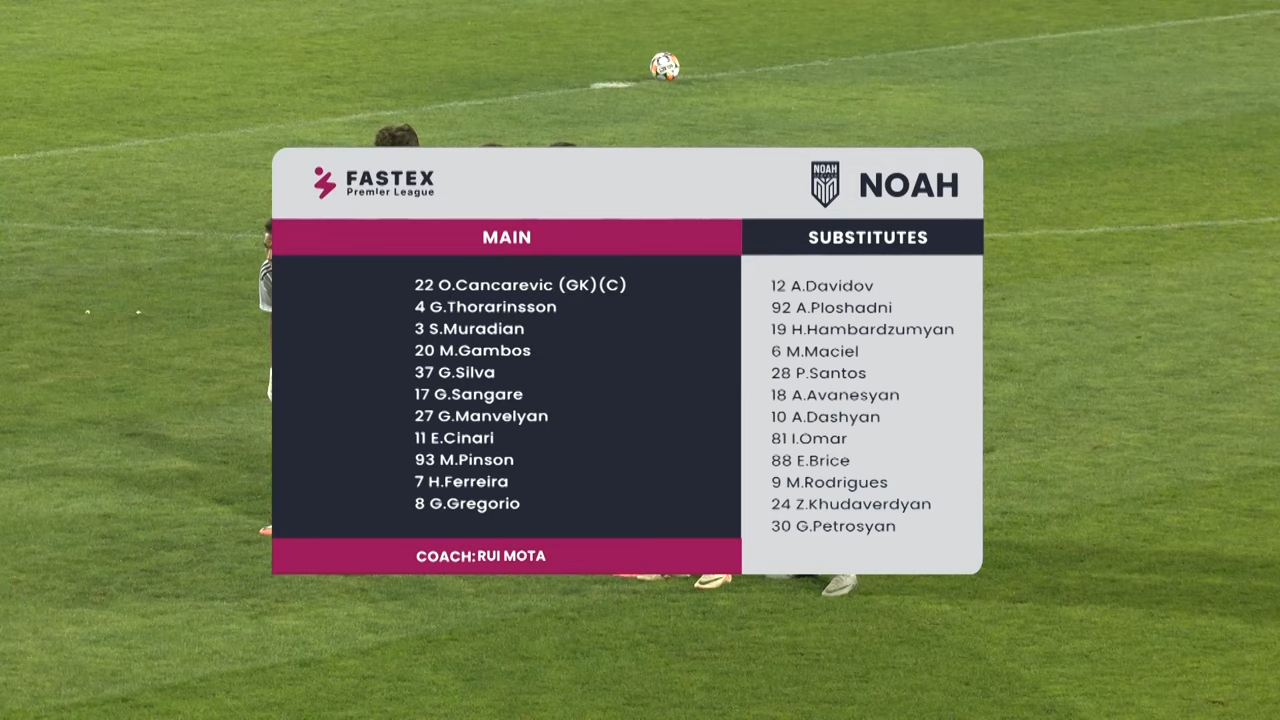 FASTEX
Premier League
NOAH
NOAH
MAIN
SUBSTITUTES
22 O.Cancarevic (GK)(C)
4 G.Thorarinsson
3 S.Muradian
20 M.Gambos
37 G.Silva
17 G.Sangare
27 G.Manvelyan
11 E.Cinari
93 M.Pinson
7 H.Ferreira
8 G.Gregorio
COACH: RUI MOTA
12 A.Davidov
92 A.Ploshadni
19 H.Hambardzumyan
6 M.Maciel
28 P.Santos
18 A.Avanesyan
10 A.Dashyan
81 I.Omar
88 E.Brice
9 M.Rodrigues
24 Z.Khudaverdyan
30 G.Petrosyan